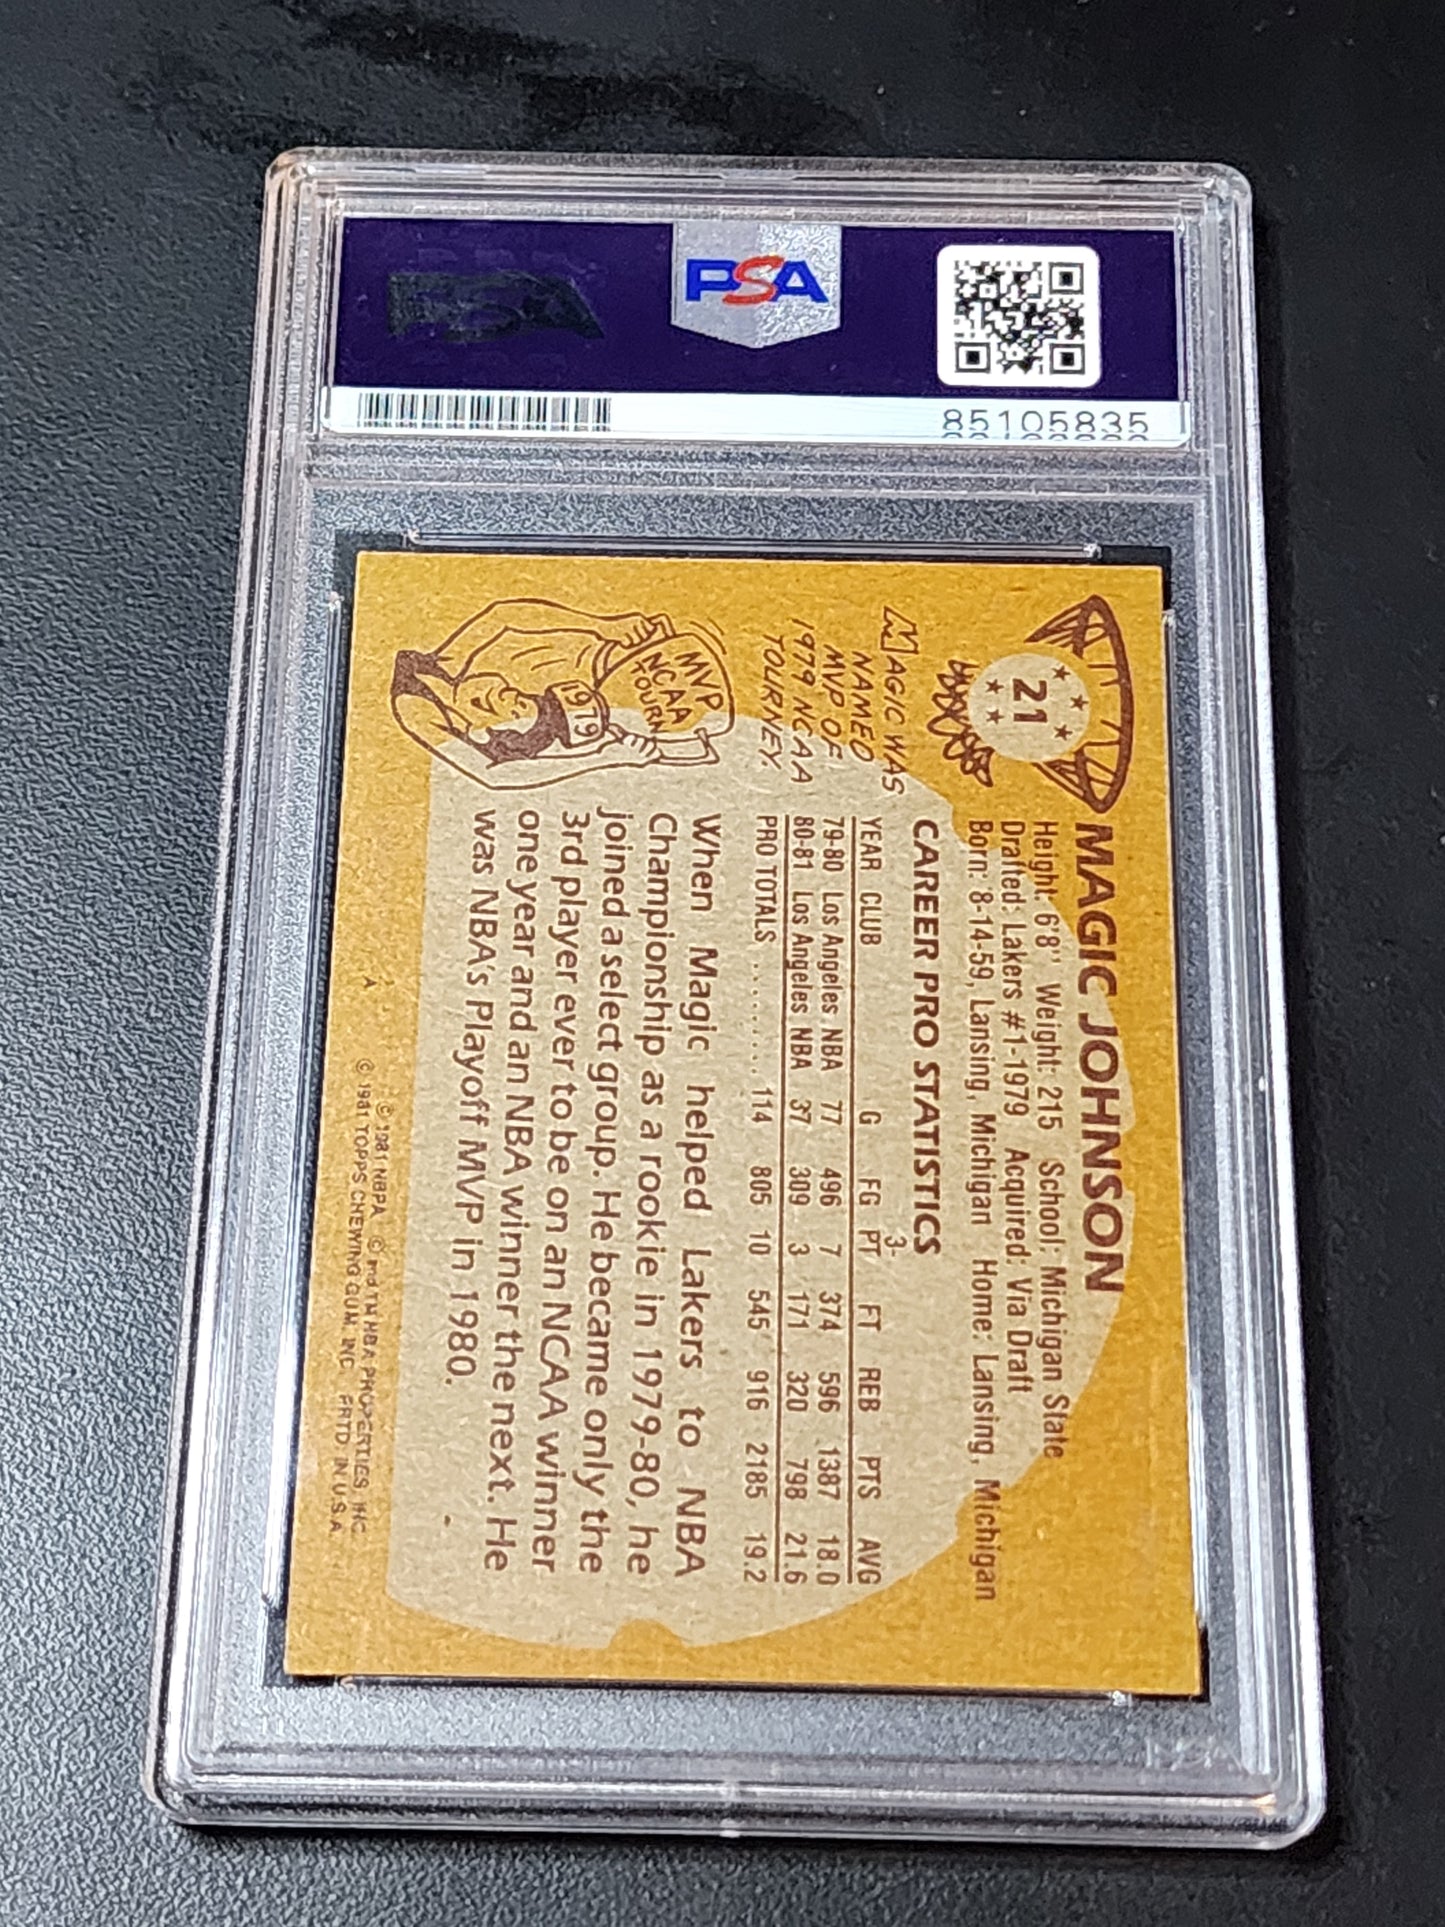 PSA
85105835
21
MAGIC JOHNSON
Height: 6'8" Weight: 215 School: Michigan State
Drafted: Lakers #1-1979 Acquired: Via Draft
Born: 8-14-59, Lansing, Michigan Home: Lansing, Michigan
CAREER PRO STATISTICS
3-
YEAR CLUB G FG PT FT REB PTS AVG
79-80 Los Angeles NBA 77 496 7 374 596 1387 18.0
80-81 Los Angeles NBA 37 309 3 171 320 798 21.6
PRO TOTALS .......... 114 805 10 545 916 2185 19.2
MAGIC WAS
NAMED
MVP OF
1979 NCAA
TOURNEY.
MVP
NCAA
TOURN
1979
When Magic helped Lakers to NBA
Championship as a rookie in 1979-80, he
joined a select group. He became only the
3rd player ever to be on an NCAA winner
one year and an NBA winner the next. He
was NBA's Playoff MVP in 1980.
© 1981 NBPA © and TM NBA PROPERTIES, INC.
A © 1981 TOPPS CHEWING GUM, INC. PRTD. IN U.S.A.